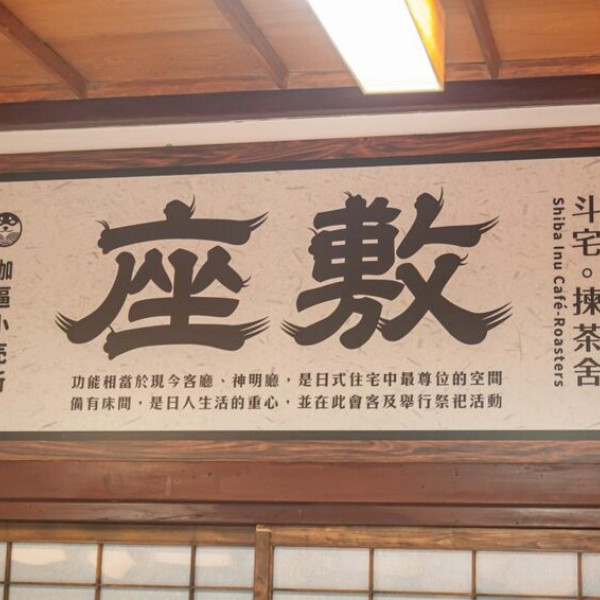 斗宅。揀茶舍
Shiba Inu Café-Roasters
敷座
功能相當於現今客廳、神明廳，是日式住宅中最尊位的空間
備有床間，是日人生活的重心，並在此會客及舉行祭祀活動